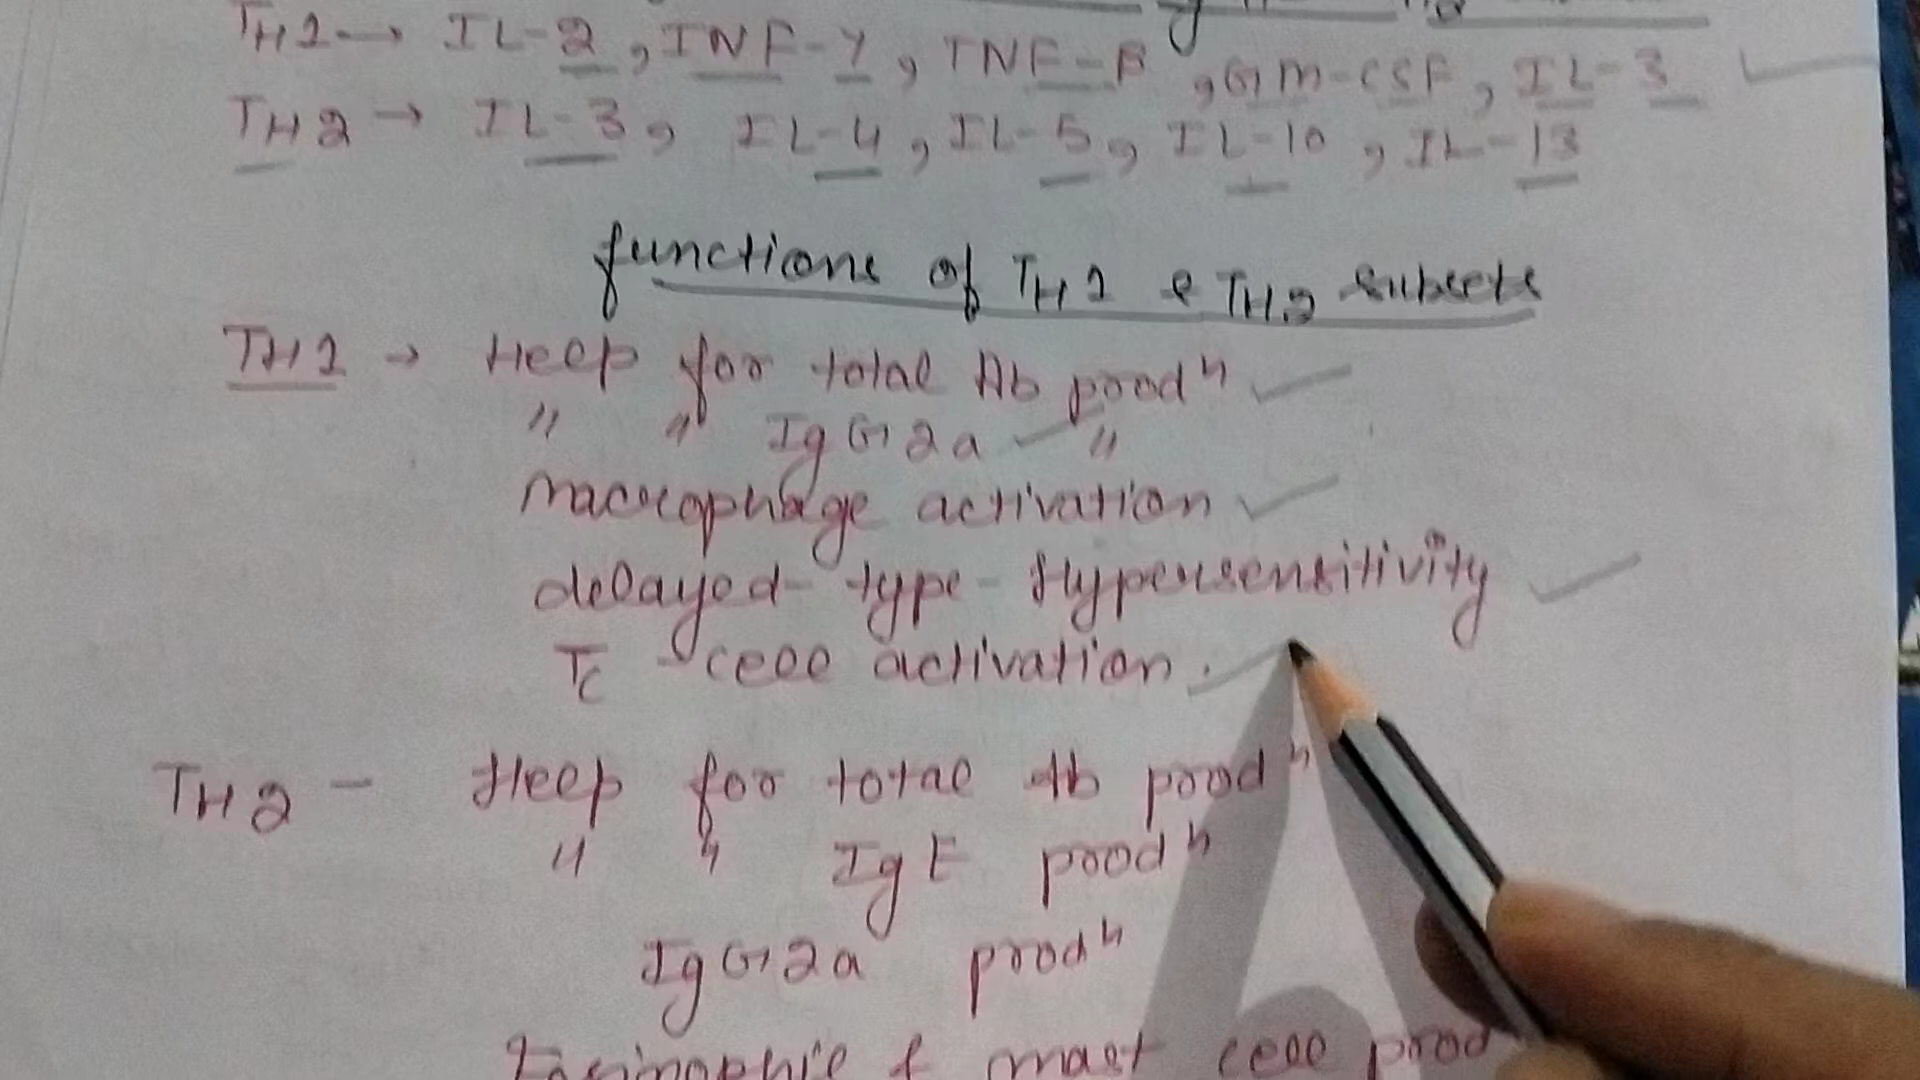 TH1 → IL-2, INF-γ, TNF-β, GM-CSF, IL-3
TH2 → IL-3, IL-4, IL-5, IL-10, IL-13
functions of TH1 & TH2 subsets
TH1 → Help for total Ab prodⁿ
" " IgG2a "
Macrophage activation
delayed-type-Hypersensitivity
Tc - cell activation.
TH2 - Help for total Ab prodⁿ
" " IgE prodⁿ
IgG2a prodⁿ
Eosinophil & mast cell prod